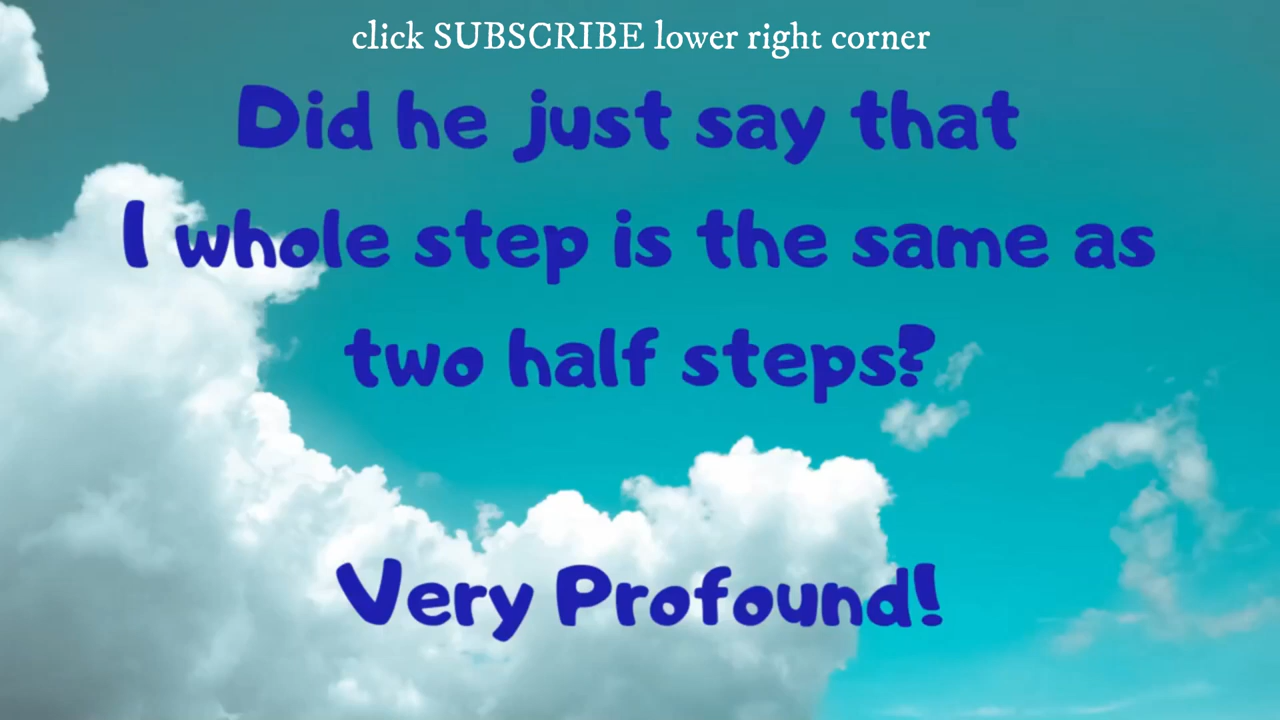 click SUBSCRIBE lower right corner
Did he just say that
I whole step is the same as
two half steps?
Very Profound!